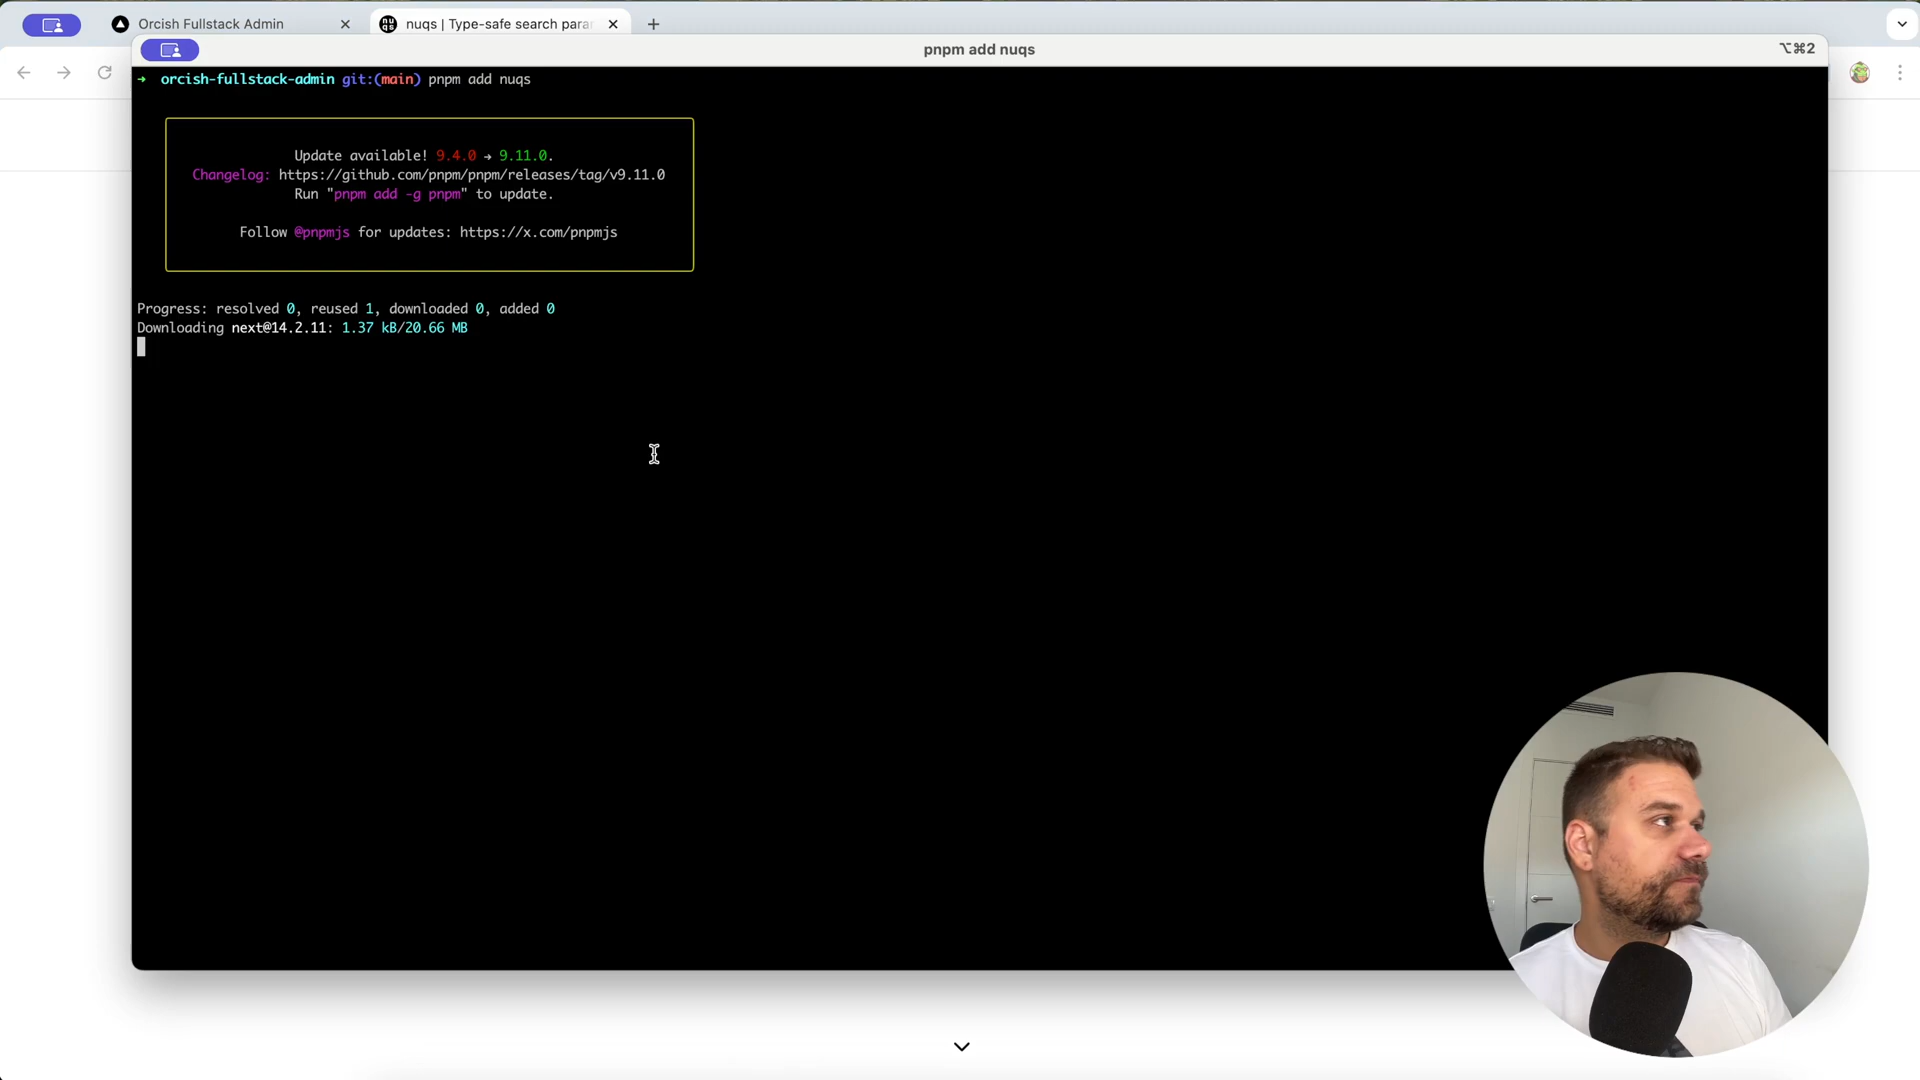 Orcish Fullstack Admin
nuqs | Type-safe search para
pnpm add nuqs
⌥⌘2
→ orcish-fullstack-admin git:(main) pnpm add nuqs
Update available! 9.4.0 → 9.11.0.
Changelog: https://github.com/pnpm/pnpm/releases/tag/v9.11.0
Run "pnpm add -g pnpm" to update.
Follow @pnpmjs for updates: https://x.com/pnpmjs
Progress: resolved 0, reused 1, downloaded 0, added 0
Downloading next@14.2.11: 1.37 kB/20.66 MB